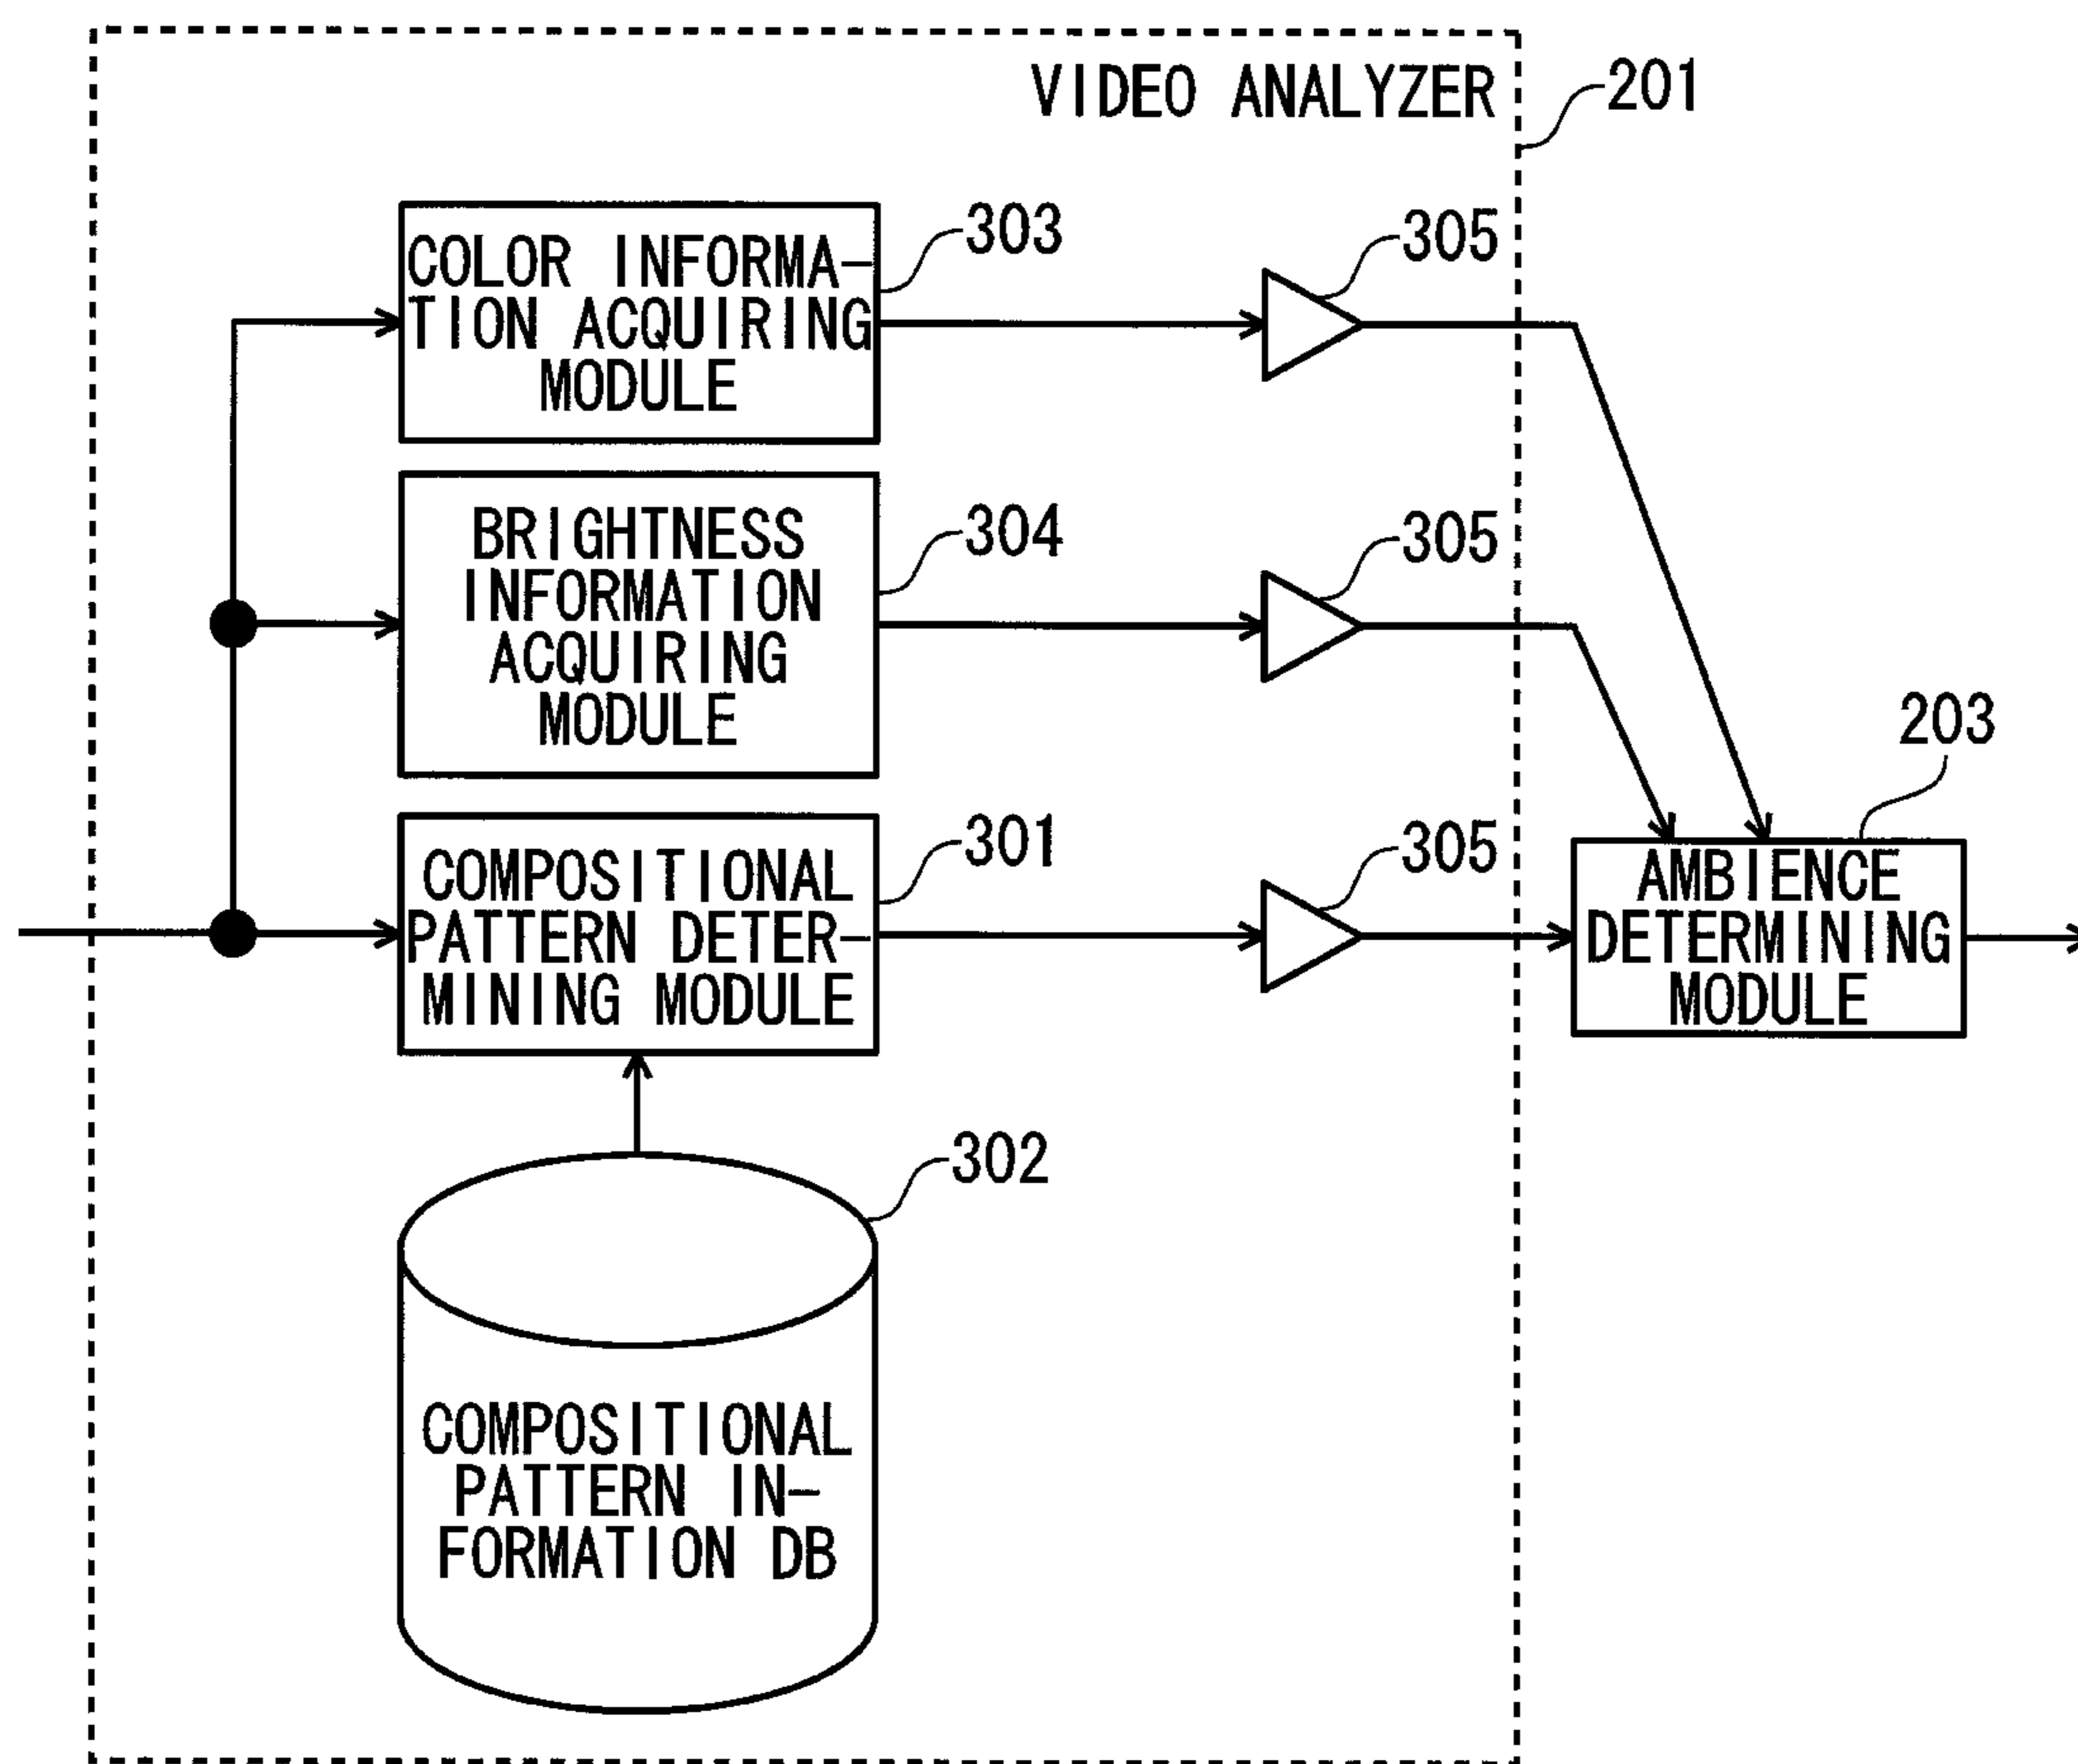 VIDEO ANALYZER
201
COLOR INFORMA-
TION ACQUIRING
MODULE
303
305
BRIGHTNESS
INFORMATION
ACQUIRING
MODULE
304
305
COMPOSITIONAL
PATTERN DETER-
MINING MODULE
301
305
203
AMBIENCE
DETERMINING
MODULE
302
COMPOSITIONAL
PATTERN IN-
FORMATION DB